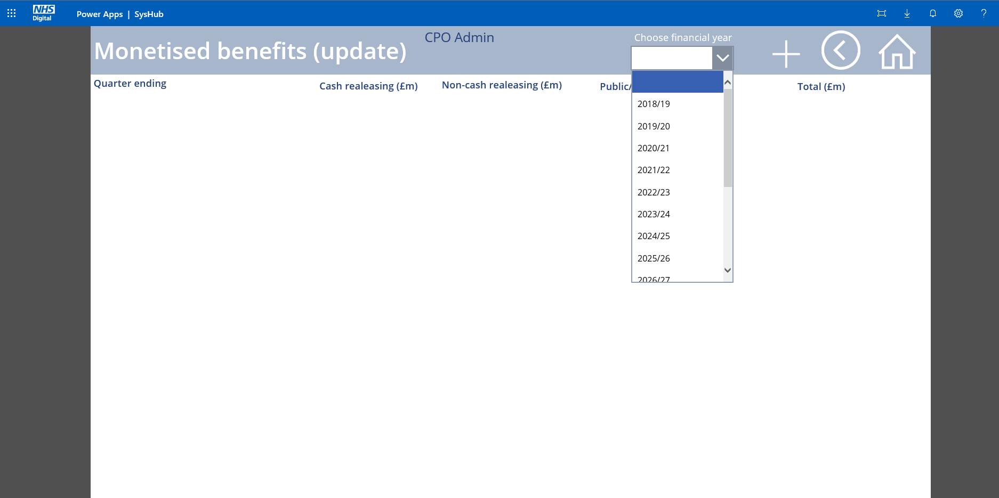 NHS
Digital
Power Apps | SysHub
Monetised benefits (update)
CPO Admin
Choose financial year
Quarter ending
Cash realeasing (£m)
Non-cash realeasing (£m)
Public/
Total (£m)
2018/19
2019/20
2020/21
2021/22
2022/23
2023/24
2024/25
2025/26
2026/27